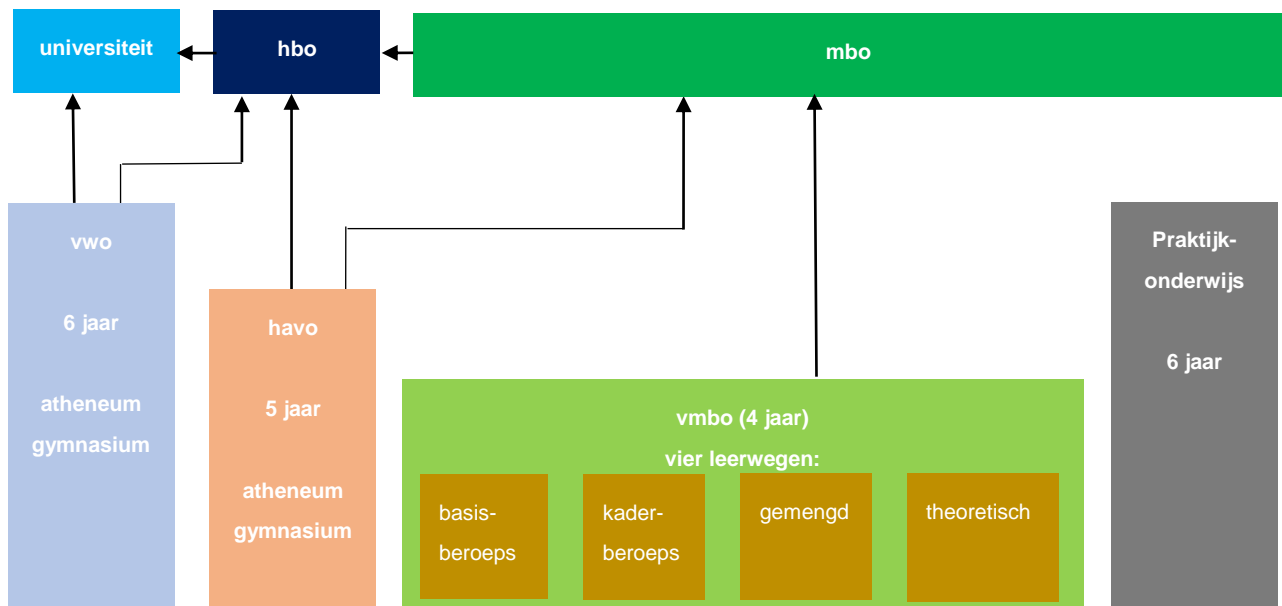 universiteit
hbo
mbo
vwo
6 jaar
atheneum
gymnasium
havo
5 jaar
atheneum
gymnasium
vmbo (4 jaar)
vier leerwegen:
basis-
beroeps
kader-
beroeps
gemengd
theoretisch
Praktijk-
onderwijs
6 jaar